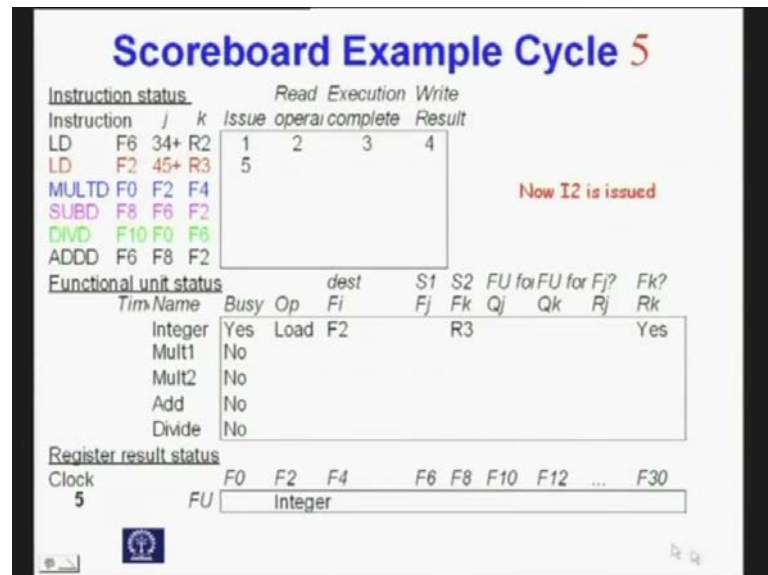 Scoreboard Example Cycle 5
Instruction status Read Execution Write
Instruction j k Issue operai complete Result
LD F6 34+ R2 1 2 3 4
LD F2 45+ R3 5
MULTD F0 F2 F4 Now I2 is issued
SUBD F8 F6 F2
DIVD F10 F0 F6
ADDD F6 F8 F2
Functional unit status dest S1 S2 FU foi FU for Fj? Fk?
Time Name Busy Op Fi Fj Fk Qj Qk Rj Rk
Integer Yes Load F2 R3 Yes
Mult1 No
Mult2 No
Add No
Divide No
Register result status
Clock F0 F2 F4 F6 F8 F10 F12 ... F30
5 FU Integer